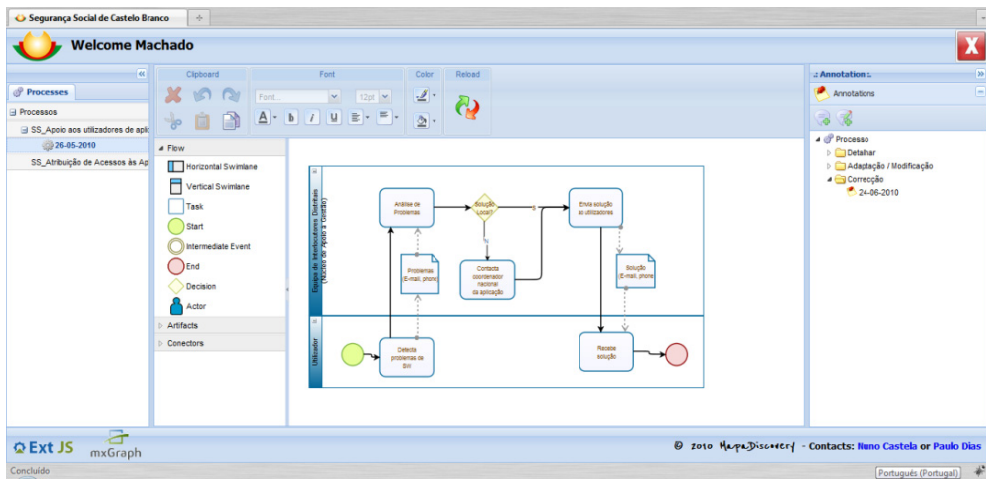 Segurança Social de Castelo Branco
Welcome Machado
Processes
Processos
SS_Apoio aos utilizadores de aplc
26-05-2010
SS_Atribuição de Acessos às Ap
Clipboard
Font
Color
Reload
Font...
12pt
A b i U
Flow
Horizontal Swimlane
Vertical Swimlane
Task
Start
Intermediate Event
End
Decision
Actor
Artifacts
Conectors
Equipa de Interlocutores Distritais
(Núcleo de Apoio à Gestão)
Análise de
Problemas
Solução
Local?
S
N
Envia solução
ao utilizadores
Problemas
(E-mail, phone)
Contacta
coordenador
nacional
da aplicação
Solução
(E-mail, phone
Utilizador
Detecta
problemas de
SW
Recebe
solução
.: Annotation :.
Annotations
Processo
Detalhar
Adaptação / Modificação
Correcção
24-06-2010
Ext JS
mxGraph
© 2010 MapaDiscovery - Contacts: Nuno Castela or Paulo Dias
Concluído
Português (Portugal)